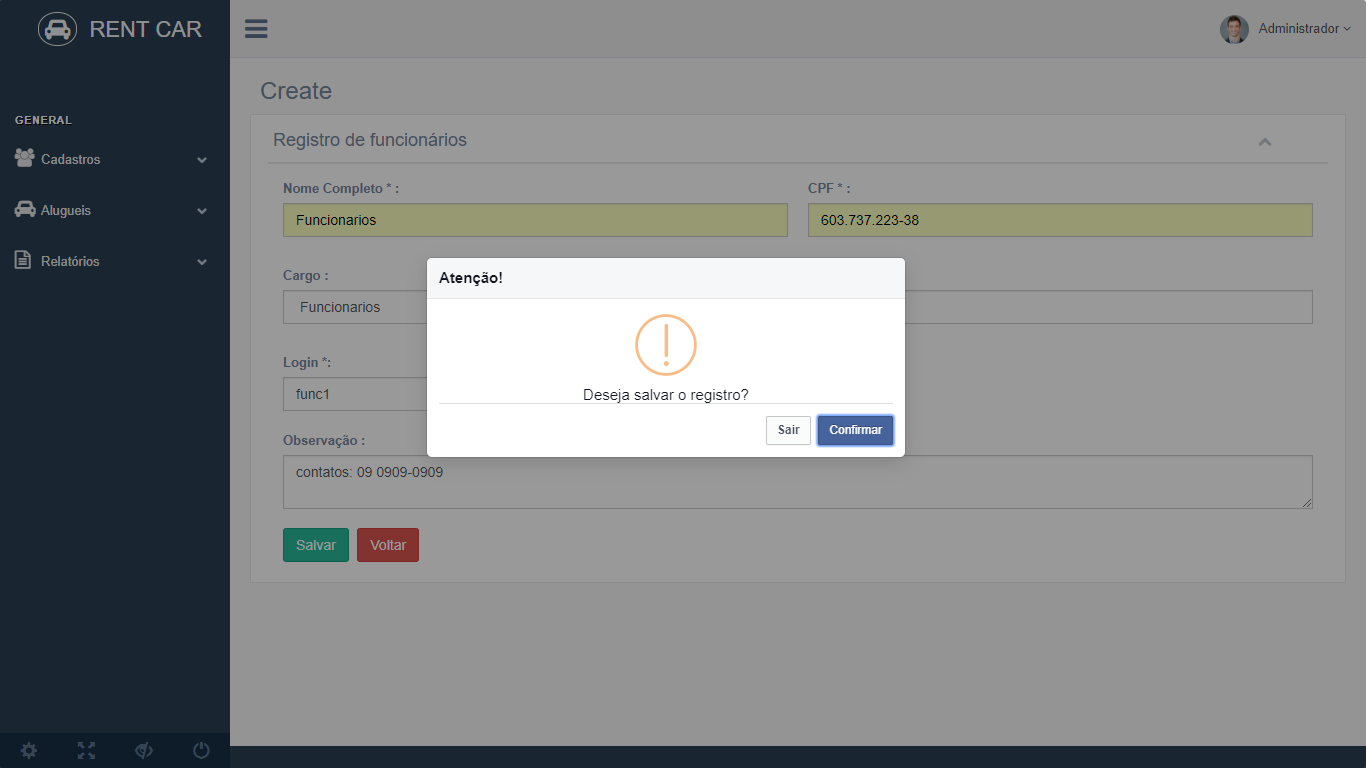 RENT CAR
Administrador
Create
GENERAL
Cadastros
Alugueis
Relatórios
Registro de funcionários
Nome Completo * :
CPF * :
Funcionarios
603.737.223-38
Cargo :
Funcionarios
Login *:
func1
Observação :
contatos: 09 0909-0909
Salvar Voltar
Atenção!
Deseja salvar o registro?
Sair Confirmar